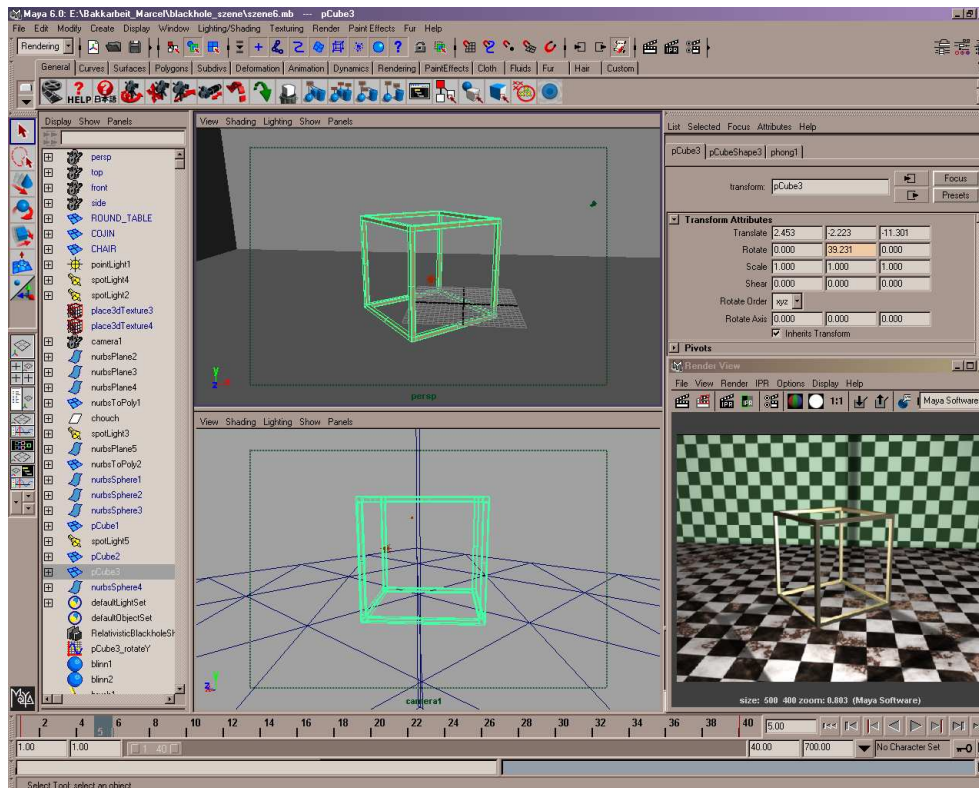 Maya 6.0: E:\Bakkarbeit_Marcel\blackhole_szene\szene6.mb --- pCube3
File Edit Modify Create Display Window Lighting/Shading Texturing Render Paint Effects Fur Help
Rendering
General Curves Surfaces Polygons Subdivs Deformation Animation Dynamics Rendering PaintEffects Cloth Fluids Fur Hair Custom
HELP 日本語
Display Show Panels
persp
top
front
side
ROUND_TABLE
COJIN
CHAIR
pointLight1
spotLight4
spotLight2
place3dTexture3
place3dTexture4
camera1
nurbsPlane2
nurbsPlane3
nurbsPlane4
nurbsToPoly1
chouch
spotLight3
nurbsPlane5
nurbsToPoly2
nurbsSphere1
nurbsSphere2
nurbsSphere3
pCube1
spotLight5
pCube2
pCube3
nurbsSphere4
defaultLightSet
defaultObjectSet
RelativisticBlackholeSh
pCube3_rotateY
blinn1
blinn2
View Shading Lighting Show Panels
y
z
persp
View Shading Lighting Show Panels
camera1
List Selected Focus Attributes Help
pCube3 pCubeShape3 phong1
transform: pCube3
Focus
Presets
Transform Attributes
Translate 2.453 -2.223 -11.301
Rotate 0.000 39.231 0.000
Scale 1.000 1.000 1.000
Shear 0.000 0.000 0.000
Rotate Order xyz
Rotate Axis 0.000 0.000 0.000
Inherits Transform
Pivots
Render View
File View Render IPR Options Display Help
IPR 1:1 Maya Software
size: 500 400 zoom: 0.803 (Maya Software)
2 4 5 6 8 10 12 14 16 18 20 22 24 26 28 30 32 34 36 38 40 5.00
1.00 1.00 1 40 40.00 700.00 No Character Set
Select Tool: select an object